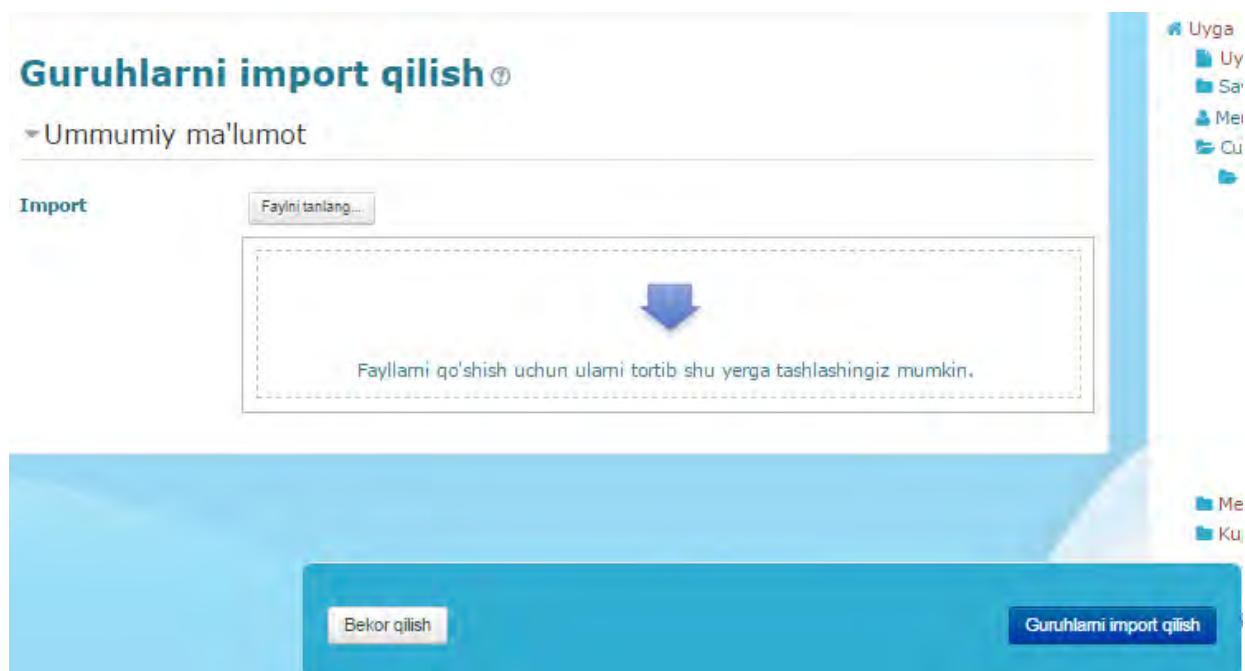 Uyga
Guruhlarni import qilish
Ummumiy ma'lumot
Import
Faylni tanlang...
Fayllarni qo'shish uchun ularni tortib shu yerga tashlashingiz mumkin.
Bekor qilish
Guruhlarni import qilish